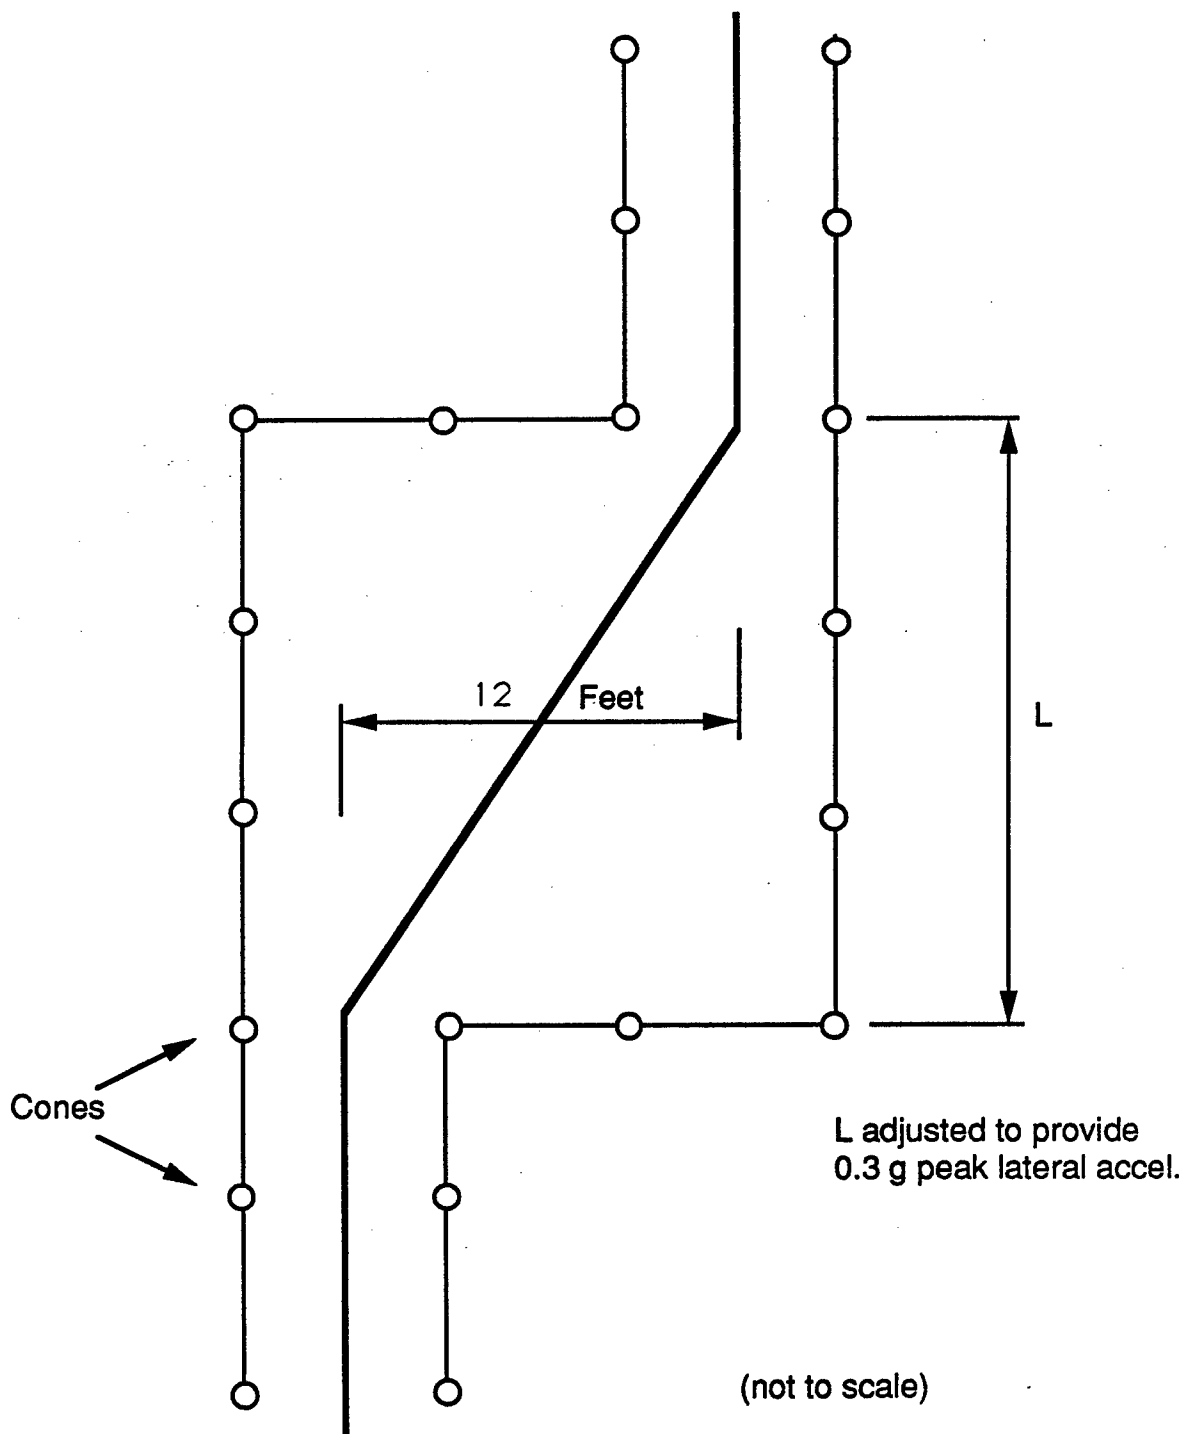 12 Feet
L
Cones
L adjusted to provide
0.3 g peak lateral accel.
(not to scale)